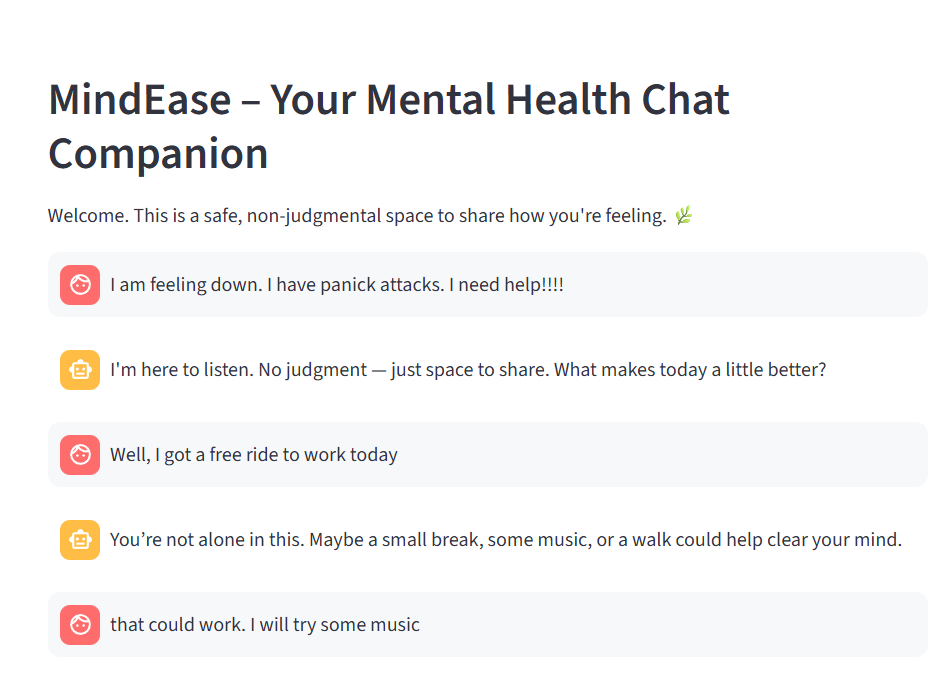 MindEase – Your Mental Health Chat
Companion
Welcome. This is a safe, non-judgmental space to share how you're feeling. 🌿
I am feeling down. I have panick attacks. I need help!!!!
I'm here to listen. No judgment — just space to share. What makes today a little better?
Well, I got a free ride to work today
You’re not alone in this. Maybe a small break, some music, or a walk could help clear your mind.
that could work. I will try some music